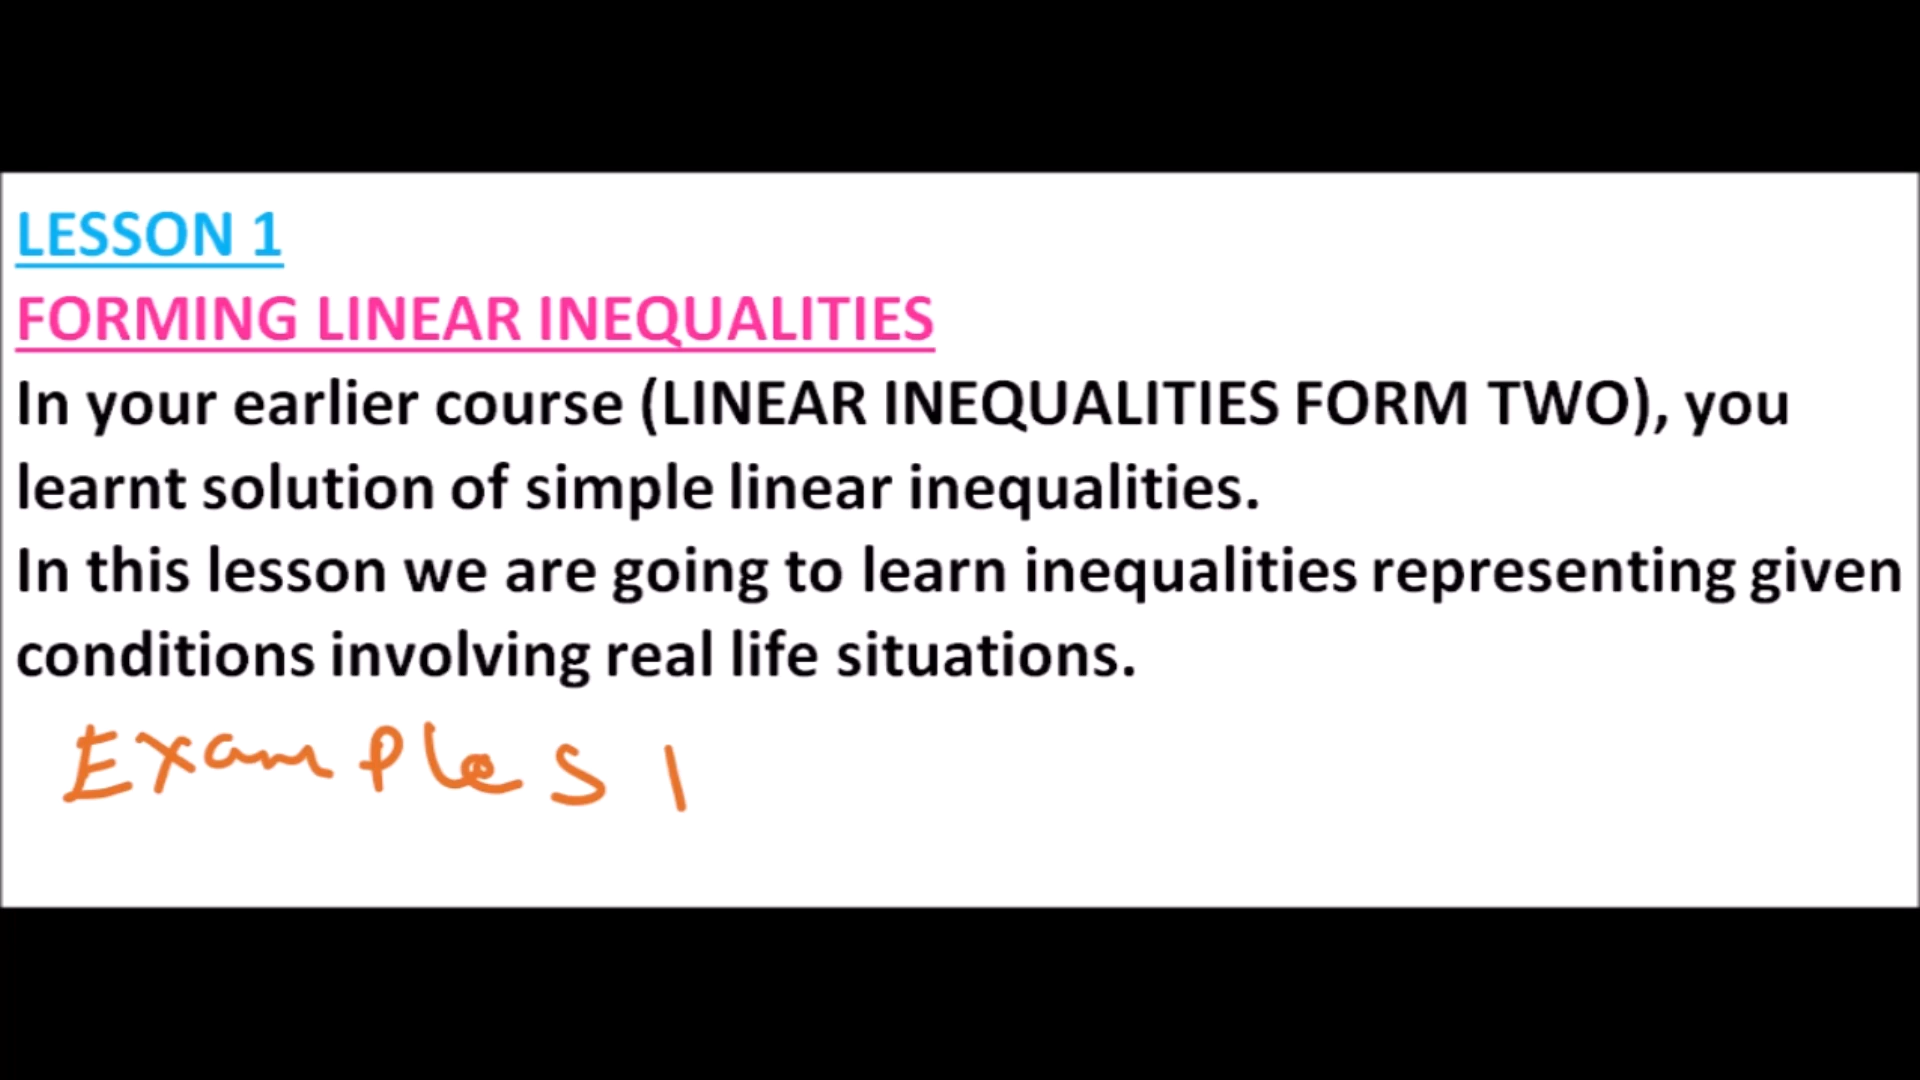 LESSON 1
FORMING LINEAR INEQUALITIES
In your earlier course (LINEAR INEQUALITIES FORM TWO), you
learnt solution of simple linear inequalities.
In this lesson we are going to learn inequalities representing given
conditions involving real life situations.
Examples 1